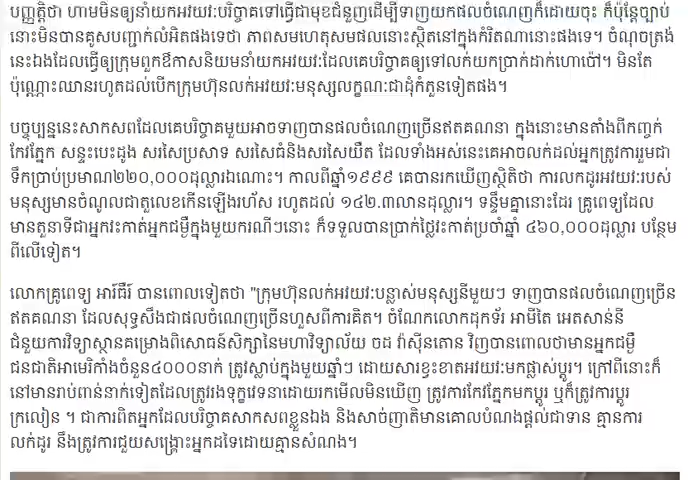 បញ្ញត្តិថា ហាមមិនឲ្យនាំយកអវយវៈបរិច្ចាគទៅធ្វើជាមុខជំនួញដើម្បីទាញយកផលចំណេញក៏ដោយចុះ ក៏ប៉ុន្តែច្បាប់
នោះមិនបានគូសបញ្ជាក់លំអិតផងទេថា ភាពសមហេតុសមផលនោះស្ថិតនៅក្នុងកំរិតណានោះផងទេ។ ចំណុចត្រង់
នេះឯងដែលធ្វើឲ្យក្រុមពួកឪកាសនិយមនាំយកអវយវៈដែលគេបរិច្ចាគឲ្យទៅលក់យកប្រាក់ដាក់ហោប៉ៅ។ មិនតែ
ប៉ុណ្ណោះឈានរហូតដល់បើកក្រុមហ៊ុនលក់អវយវៈមនុស្សលក្ខណៈជាដុំកំភួនទៀតផង។
បច្ចុប្បន្ននេះសាកសពដែលគេបរិច្ចាគមួយអាចទាញបានផលចំណេញច្រើនឥតគណនា ក្នុងនោះមានតាំងពីកញ្ចក់
កែវភ្នែក សន្ទះបេះដូង សរសៃប្រសាទ សរសៃធំនិងសរសៃយឺត ដែលទាំងអស់នេះគេអាចលក់ដល់អ្នកត្រូវការរួមជា
ទឹកប្រាប់ប្រមាណ២២០,០០០ដុល្លារឯណោះ។ កាលពីឆ្នាំ១៩៩៩ គេបានរកឃើញស្ថិតិថា ការលកដូរអវយវៈរបស់
មនុស្សមានចំណូលជាតួលេខកើនឡើងរហ័ស រហូតដល់ ១៤២.៣លានដុល្លារ។ ទន្ទឹមគ្នានោះដែរ គ្រូពេទ្យដែល
មានតួនាទីជាអ្នកវះកាត់អ្នកជម្ងឺក្នុងមួយករណីៗនោះ ក៏ទទួលបានប្រាក់ថ្លៃវះកាត់ប្រចាំឆ្នាំ ៤៦០,០០០ដុល្លារ បន្ថែម
ពីលើទៀត។
លោកគ្រូពេទ្យ អារ៍ធឺរ៍ បានពោលទៀតថា "ក្រុមហ៊ុនលក់អវយវៈបន្លាស់មនុស្សនីមួយៗ ទាញបានផលចំណេញច្រើន
ឥតគណនា ដែលសុទ្ធសឹងជាផលចំណេញច្រើនហួសពីការគិត។ ចំណែកលោកដុកទ័រ អាមីតៃ អេតសាន់នី
ជំនួយការវិទ្យាស្ថានគម្រោងពិសោធន៍សិក្សានៃមហាវិទ្យាល័យ ចដ វ៉ាស៊ីនតោន វិញបានពោលថាមានអ្នកជម្ងឺ
ជនជាតិអាមេរិកាំងចំនួន៤០០០នាក់ ត្រូវស្លាប់ក្នុងមួយឆ្នាំៗ ដោយសារខ្វះខាតអវយវៈមកផ្លាស់ប្តូរ។ ក្រៅពីនោះក៏
នៅមានរាប់ពាន់នាក់ទៀតដែលត្រូវរងទុក្ខវេទនាដោយរកមើលមិនឃើញ ត្រូវការកែវភ្នែកមកប្តូរ ឬក៏ត្រូវការប្តូរ
ក្រលៀន ។ ជាការពិតអ្នកដែលបរិច្ចាគសាកសពខ្លួនឯង និងសាច់ញាតិមានគោលបំណងផ្តល់ជាទាន គ្មានការ
លក់ដូរ នឹងត្រូវការជួយសង្គ្រោះអ្នកដទៃដោយគ្មានសំណង។